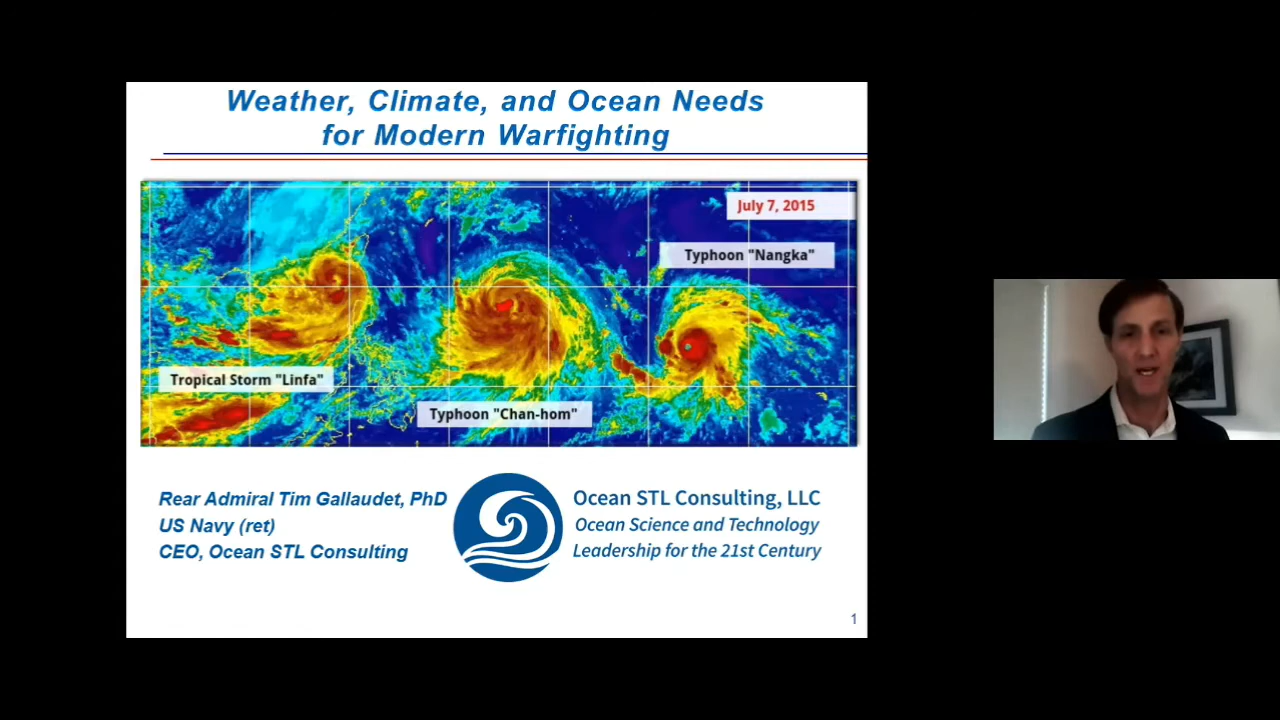 Weather, Climate, and Ocean Needs
for Modern Warfighting
July 7, 2015
Typhoon "Nangka"
Tropical Storm "Linfa"
Typhoon "Chan-hom"
Rear Admiral Tim Gallaudet, PhD
US Navy (ret)
CEO, Ocean STL Consulting
Ocean STL Consulting, LLC
Ocean Science and Technology
Leadership for the 21st Century
1